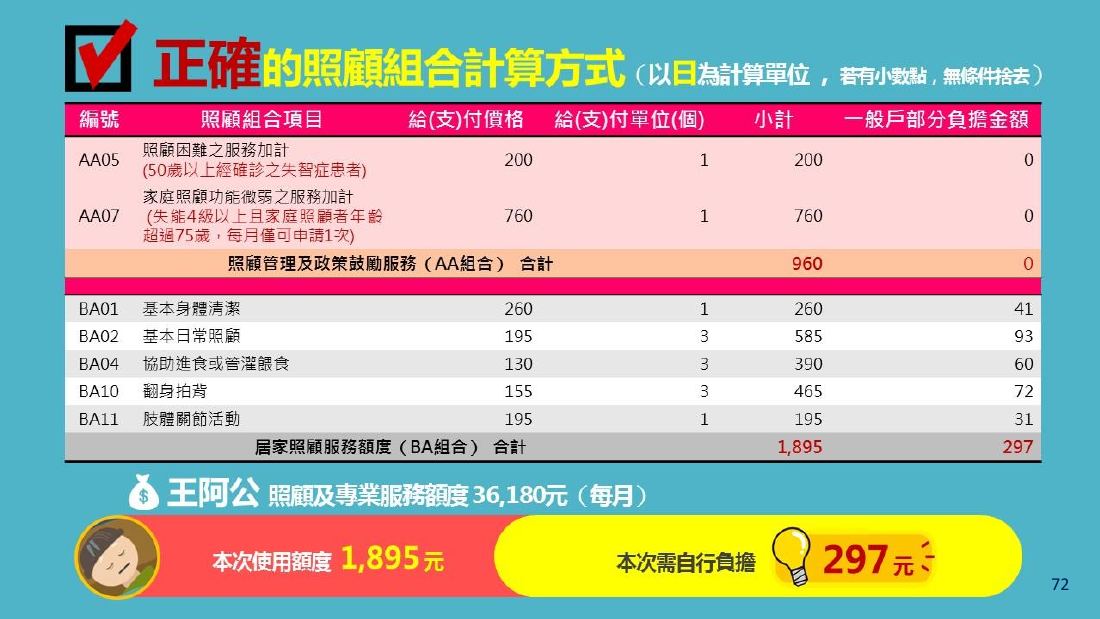 正確的照顧組合計算方式（以日為計算單位 ，若有小數點，無條件捨去）
編號 照顧組合項目 給(支)付價格 給(支)付單位(個) 小計 一般戶部分負擔金額
AA05 照顧困難之服務加計 200 1 200 0
(50歲以上經確診之失智症患者)
家庭照顧功能微弱之服務加計
AA07 (失能4級以上且家庭照顧者年齡 760 1 760 0
超過75歲，每月僅可申請1次)
照顧管理及政策鼓勵服務（AA組合） 合計 960 0
BA01 基本身體清潔 260 1 260 41
BA02 基本日常照顧 195 3 585 93
BA04 協助進食或管灌餵食 130 3 390 60
BA10 翻身拍背 155 3 465 72
BA11 肢體關節活動 195 1 195 31
居家照顧服務額度（BA組合） 合計 1,895 297
$ 王阿公 照顧及專業服務額度36,180元（每月）
本次使用額度 1,895元 本次需自行負擔 297元
72